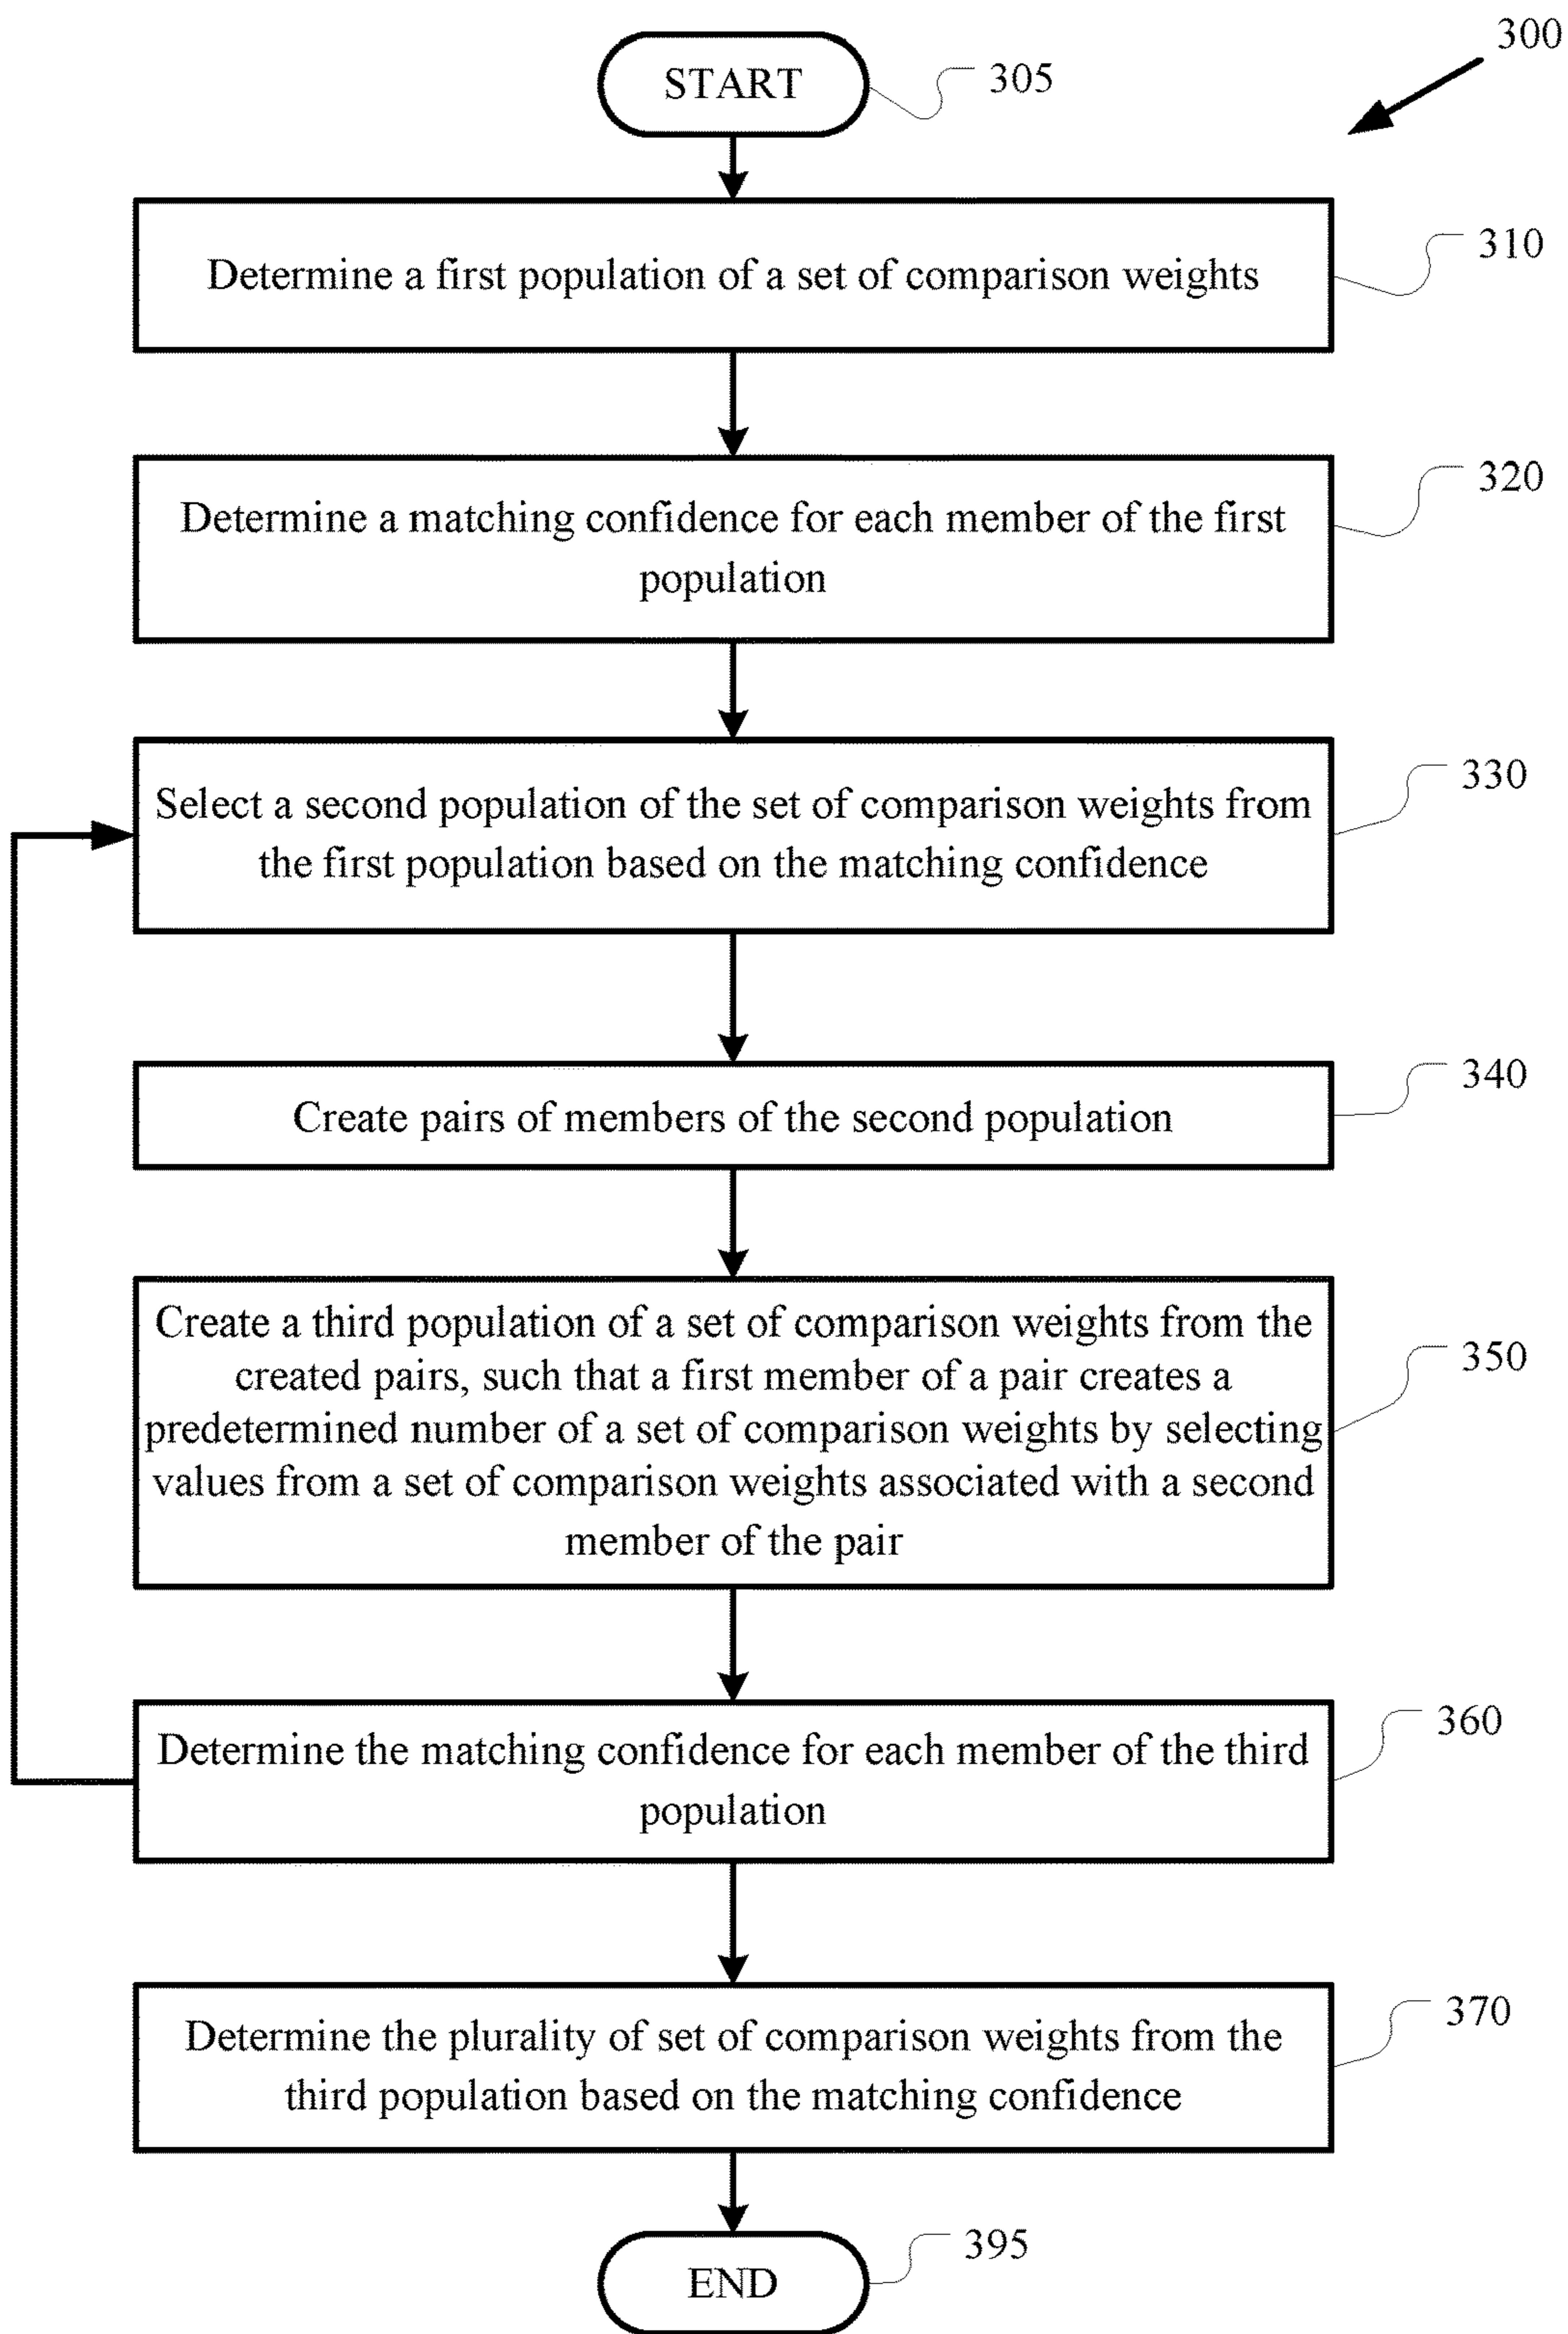 300
START
305
Determine a first population of a set of comparison weights
310
Determine a matching confidence for each member of the first
population
320
Select a second population of the set of comparison weights from
the first population based on the matching confidence
330
Create pairs of members of the second population
340
Create a third population of a set of comparison weights from the
created pairs, such that a first member of a pair creates a
predetermined number of a set of comparison weights by selecting
values from a set of comparison weights associated with a second
member of the pair
350
Determine the matching confidence for each member of the third
population
360
Determine the plurality of set of comparison weights from the
third population based on the matching confidence
370
END
395